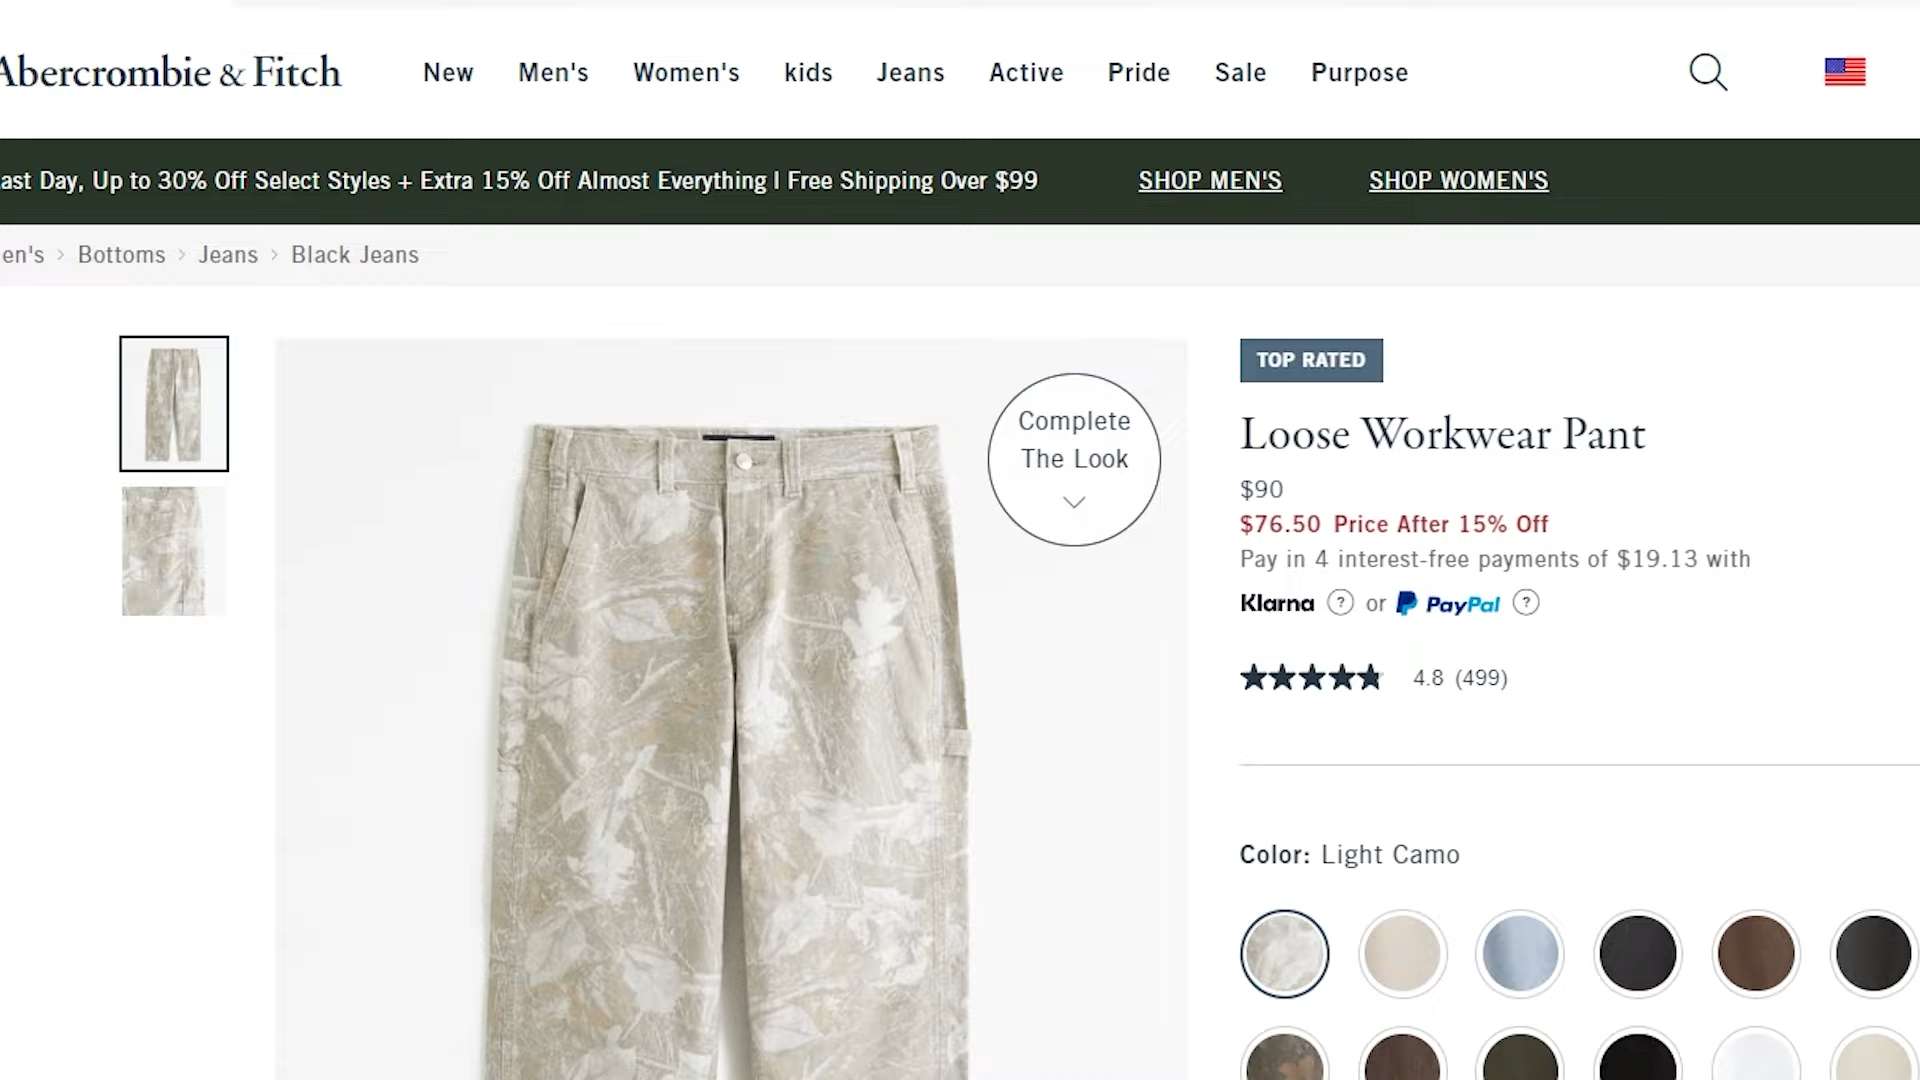 Abercrombie & Fitch
New Men's Women's kids Jeans Active Pride Sale Purpose
ast Day, Up to 30% Off Select Styles + Extra 15% Off Almost Everything | Free Shipping Over $99 SHOP MEN'S SHOP WOMEN'S
en's > Bottoms > Jeans > Black Jeans
Complete
The Look
TOP RATED
Loose Workwear Pant
$90
$76.50 Price After 15% Off
Pay in 4 interest-free payments of $19.13 with
Klarna ? or PayPal ?
4.8 (499)
Color: Light Camo